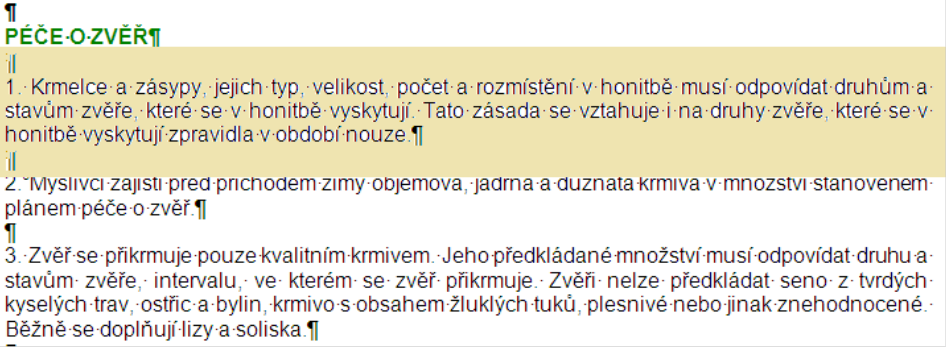 PÉČE O ZVĚŘ
1. Krmelce a zásypy, jejich typ, velikost, počet a rozmístění v honitbě musí odpovídat druhům a
stavům zvěře, které se v honitbě vyskytují. Tato zásada se vztahuje i na druhy zvěře, které se v
honitbě vyskytují zpravidla v období nouze.
2. Myslivci zajistí před příchodem zimy objemová, jadrná a dužnatá krmiva v množství stanoveném
plánem péče o zvěř.
3. Zvěř se přikrmuje pouze kvalitním krmivem. Jeho předkládané množství musí odpovídat druhu a
stavům zvěře, intervalu, ve kterém se zvěř přikrmuje. Zvěři nelze předkládat seno z tvrdých
kyselých trav, ostřic a bylin, krmivo s obsahem žluklých tuků, plesnivé nebo jinak znehodnocené.
Běžně se doplňují lizy a soliska.